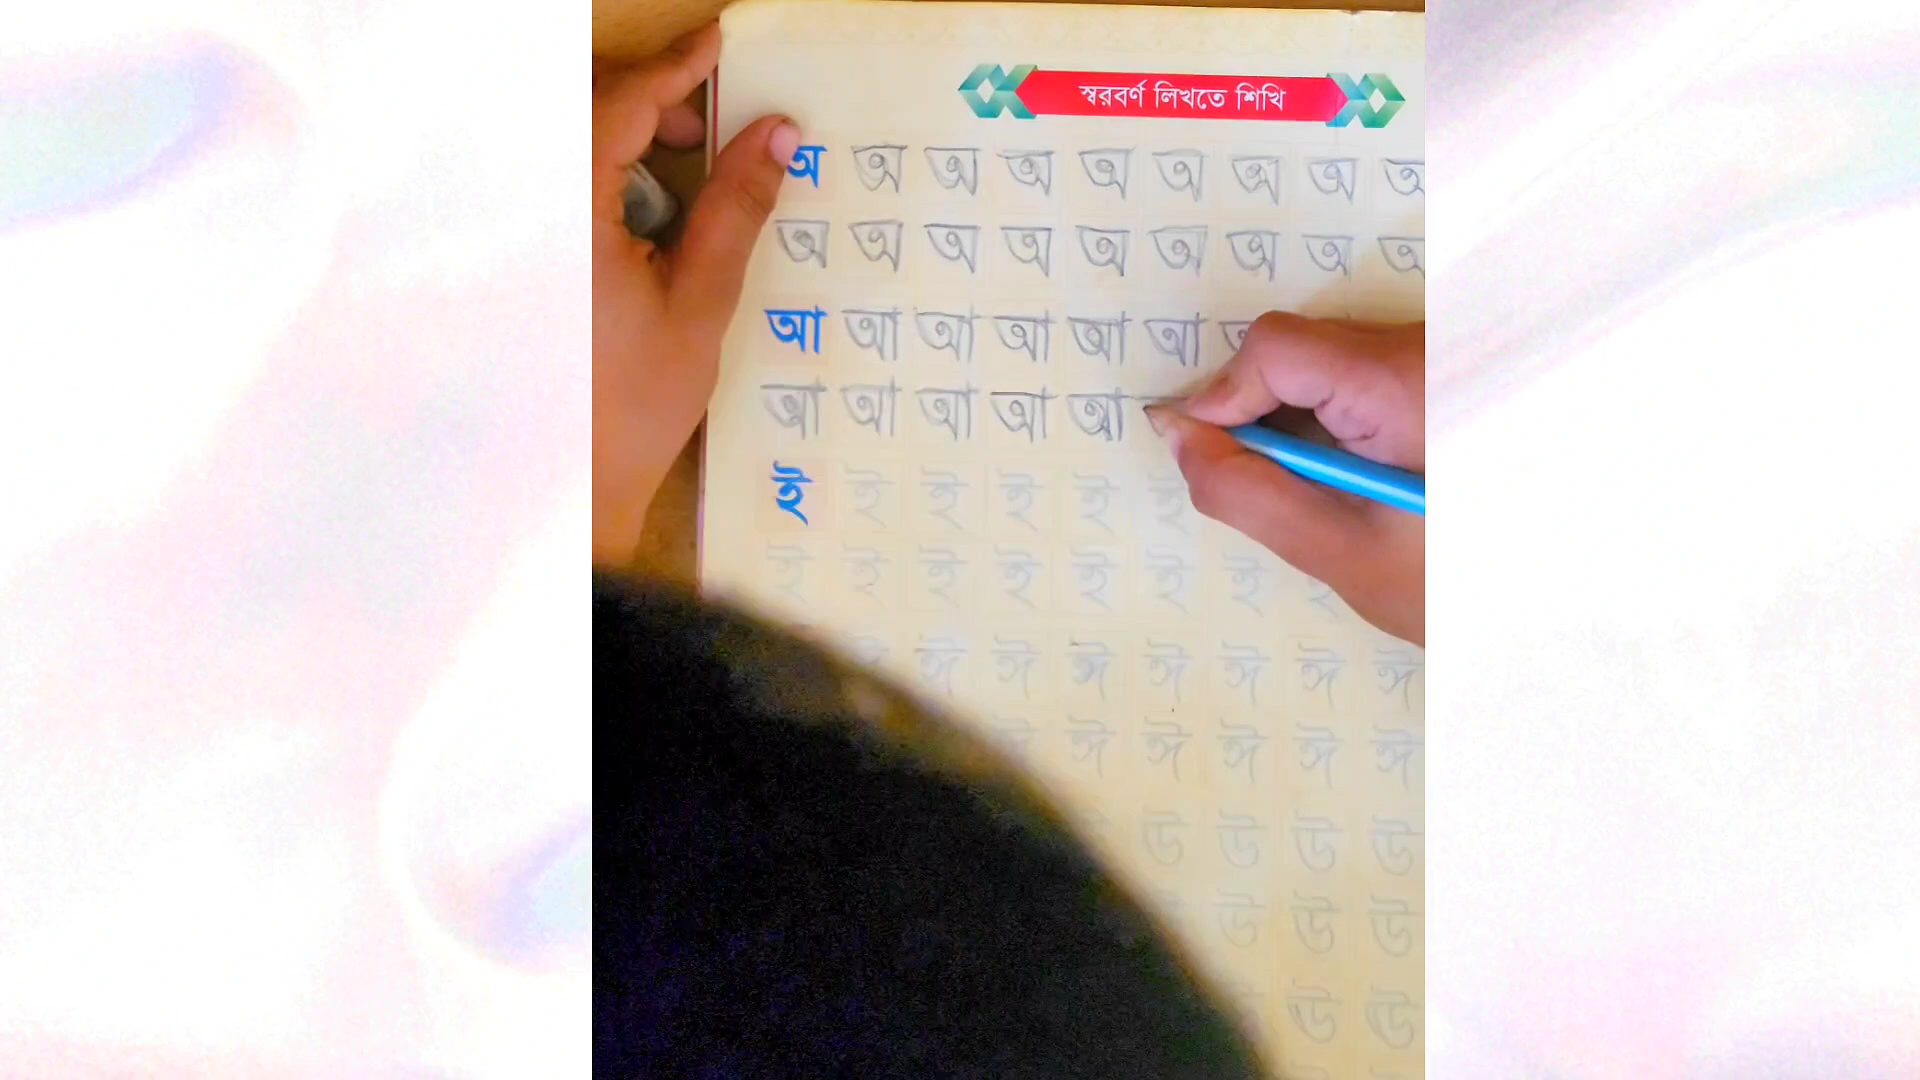 স্বরবর্ণ লিখতে শিখি
অ অ অ অ অ অ অ অ অ
অ অ অ অ অ অ অ অ অ
আ আ আ আ আ আ
আ আ আ আ আ
ই ই ই ই ই ই
ই ই ই ই ই ই ই ই
ঈ ঈ ঈ ঈ ঈ ঈ ঈ
ঈ ঈ ঈ ঈ ঈ ঈ
উ উ উ উ
উ উ উ
ঊ ঊ